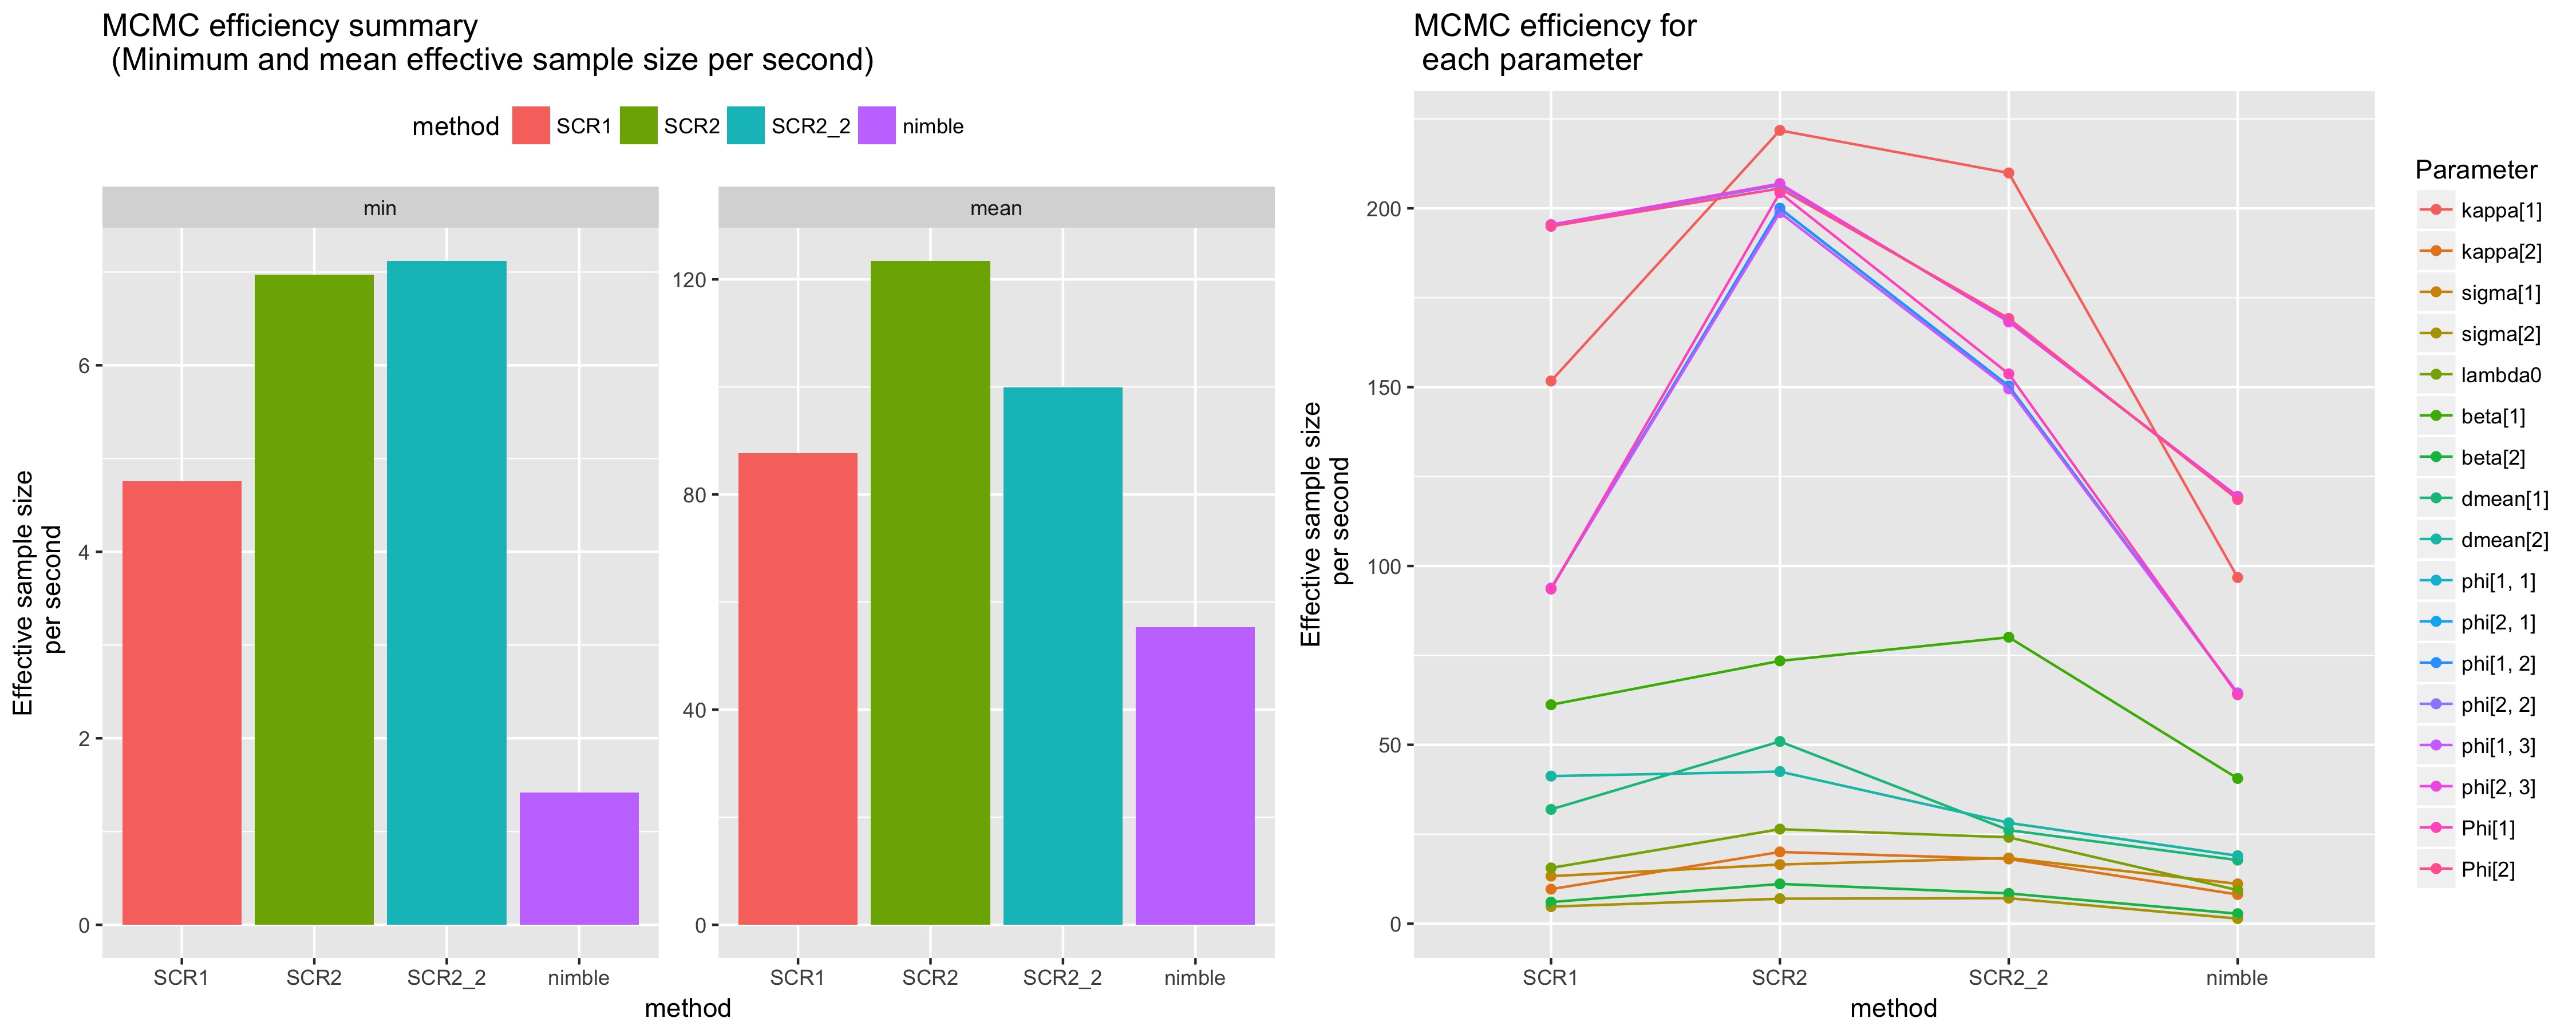 MCMC efficiency summary
(Minimum and mean effective sample size per second)
method SCR1 SCR2 SCR2_2 nimble
min
mean
Effective sample size
per second
6
4
2
0
120
80
40
0
SCR1 SCR2 SCR2_2 nimble
SCR1 SCR2 SCR2_2 nimble
method
MCMC efficiency for
each parameter
Effective sample size
per second
200
150
100
50
0
SCR1 SCR2 SCR2_2 nimble
method
Parameter
kappa[1]
kappa[2]
sigma[1]
sigma[2]
lambda0
beta[1]
beta[2]
dmean[1]
dmean[2]
phi[1, 1]
phi[2, 1]
phi[1, 2]
phi[2, 2]
phi[1, 3]
phi[2, 3]
Phi[1]
Phi[2]